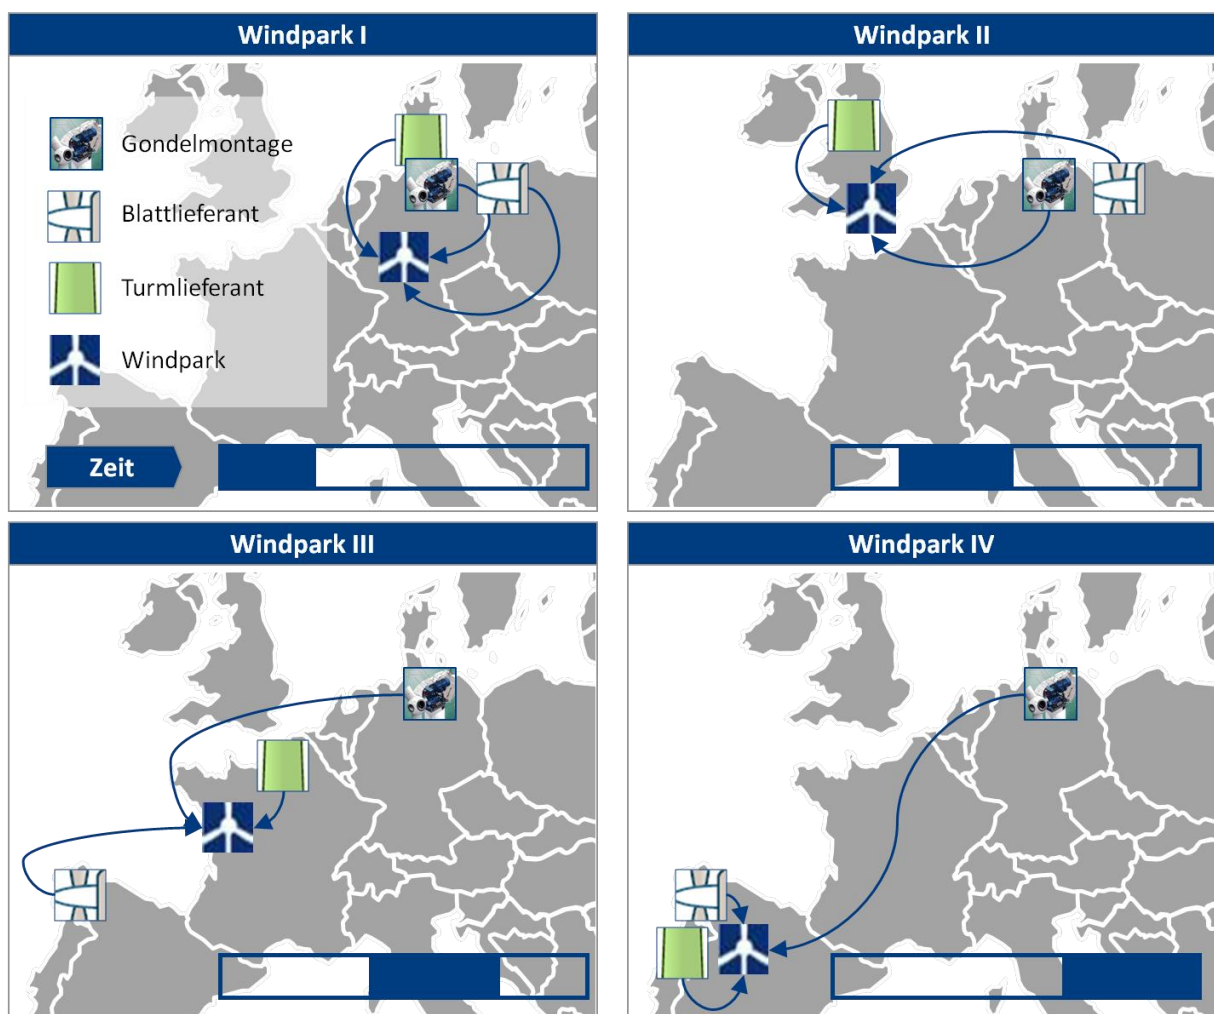 Windpark I
Gondelmontage
Blattlieferant
Turmlieferant
Windpark
Zeit
Windpark II
Windpark III
Windpark IV